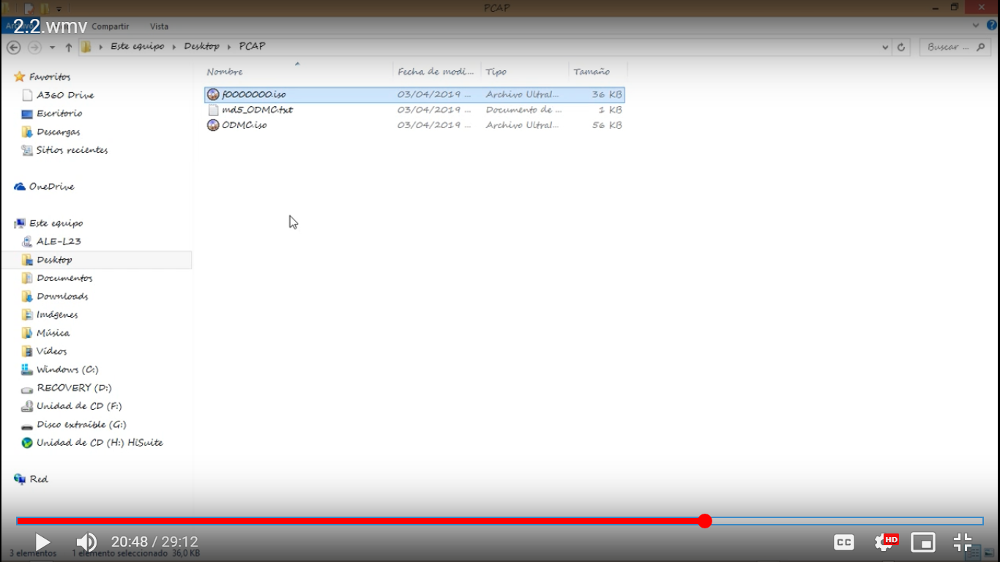 PCAP
Archivo
2.2.wmv
Compartir
Vista
Este equipo
Desktop
PCAP
Buscar ...
Nombre
Fecha de modi...
Tipo
Tamaño
f0000000.iso 03/04/2019 ... Archivo UltraI... 36 KB
md5_ODMC.txt 03/04/2019 ... Documento de ... 1 KB
ODMC.iso 03/04/2019 ... Archivo UltraI... 56 KB
Favoritos
A360 Drive
Escritorio
Descargas
Sitios recientes
OneDrive
Este equipo
ALE-L23
Desktop
Documentos
Downloads
Imágenes
Música
Vídeos
Windows (C:)
RECOVERY (D:)
Unidad de CD (F:)
Disco extraíble (G:)
Unidad de CD (H:) HiSuite
Red
20:48 / 29:12
CC
HD
3 elementos 1 elemento seleccionado 36,0 KB